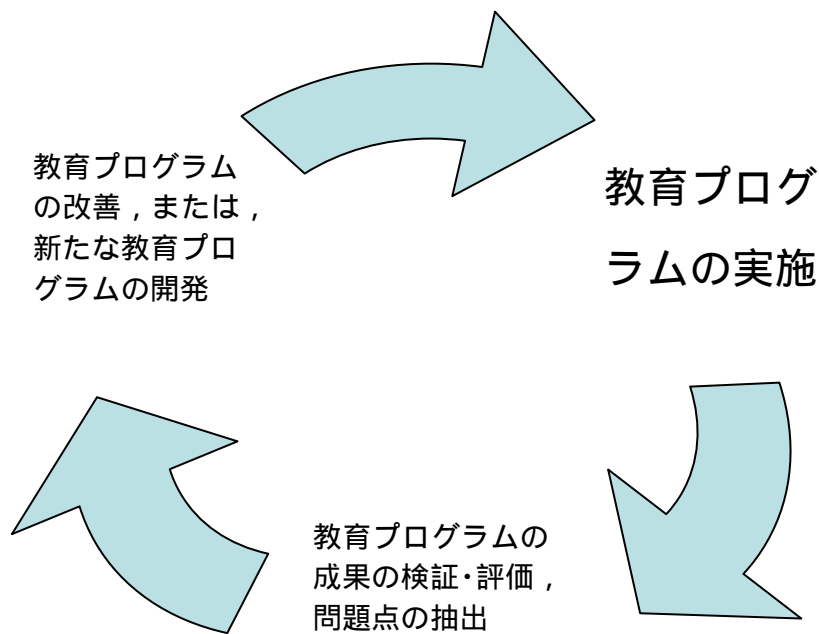 教育プログラム
の改善，または，
新たな教育プロ
グラムの開発
教育プログ
ラムの実施
教育プログラムの
成果の検証・評価，
問題点の抽出